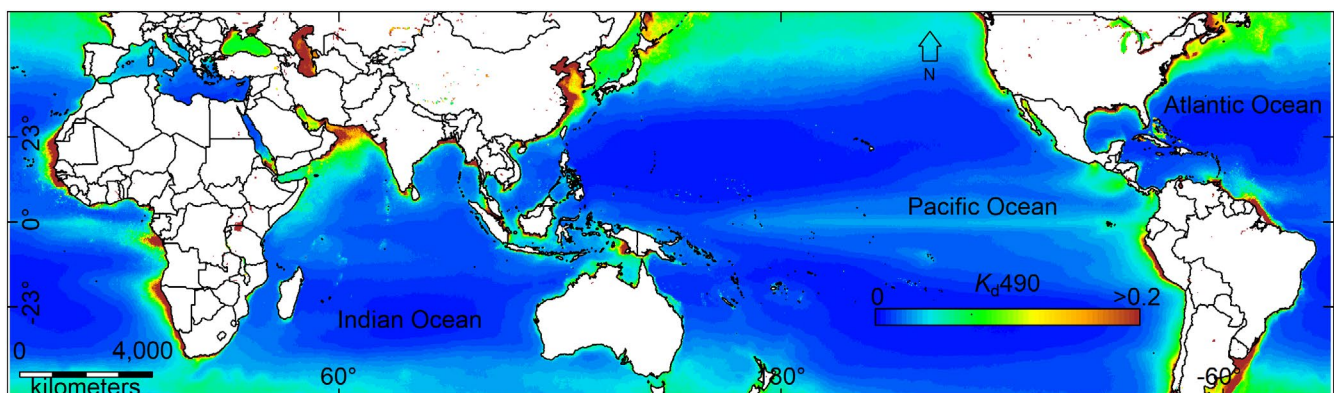 N
Atlantic Ocean
23°
0°
Pacific Ocean
-23°
Kd490
0 >0.2
Indian Ocean
0 4,000
kilometers
60° 180° -60°